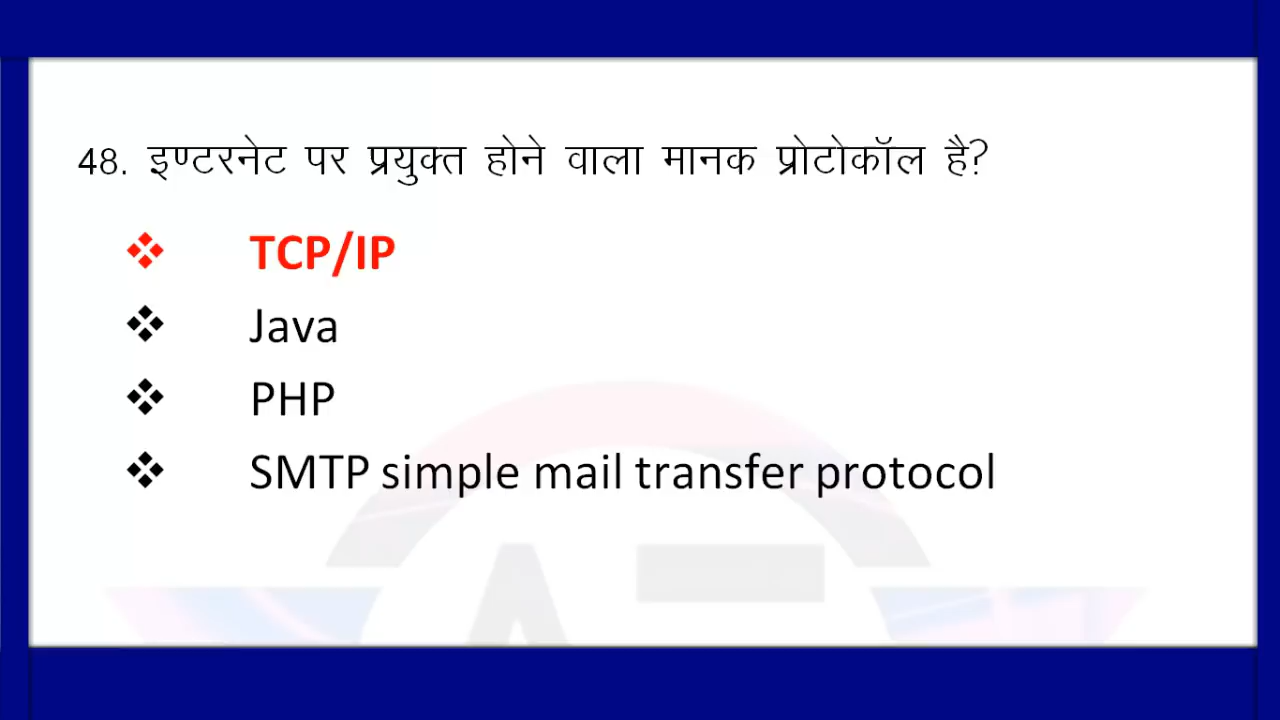 48. इण्टरनेट पर प्रयुक्त होने वाला मानक प्रोटोकॉल है?
❖ TCP/IP
❖ Java
❖ PHP
❖ SMTP simple mail transfer protocol